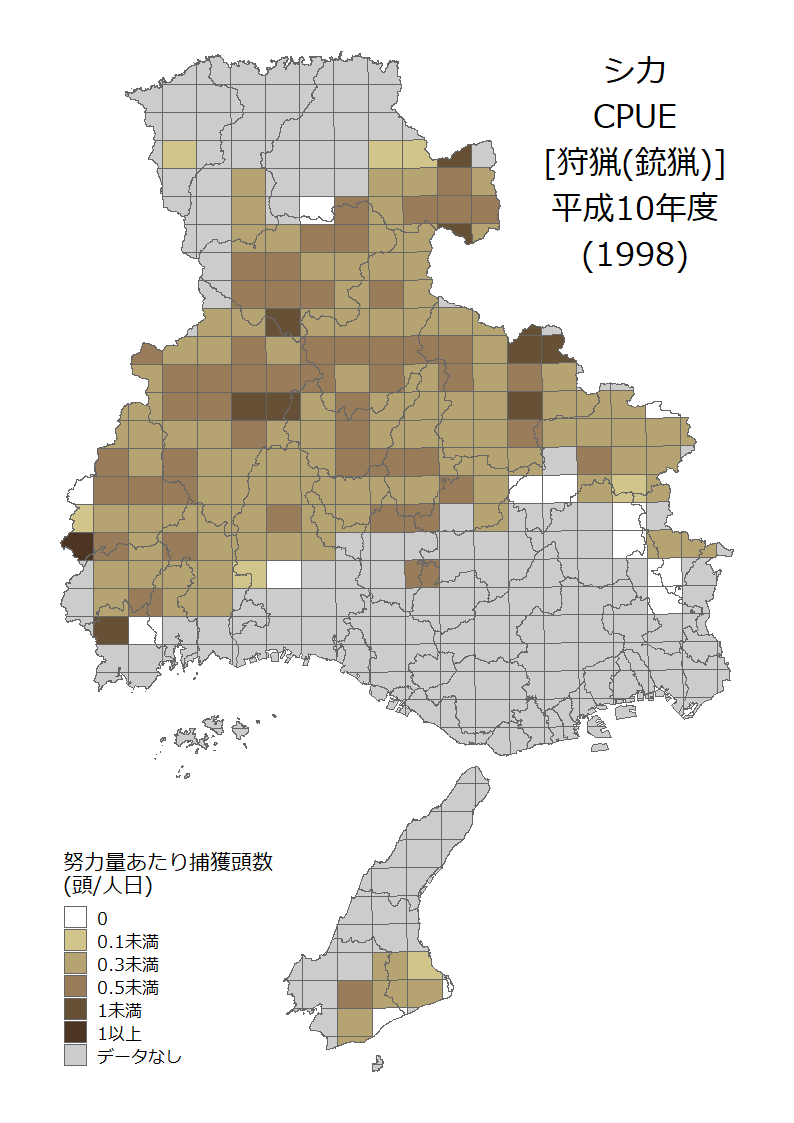 シカ
CPUE
[狩猟(銃猟)]
平成10年度
(1998)
努力量あたり捕獲頭数
(頭/人日)
0
0.1未満
0.3未満
0.5未満
1未満
1以上
データなし